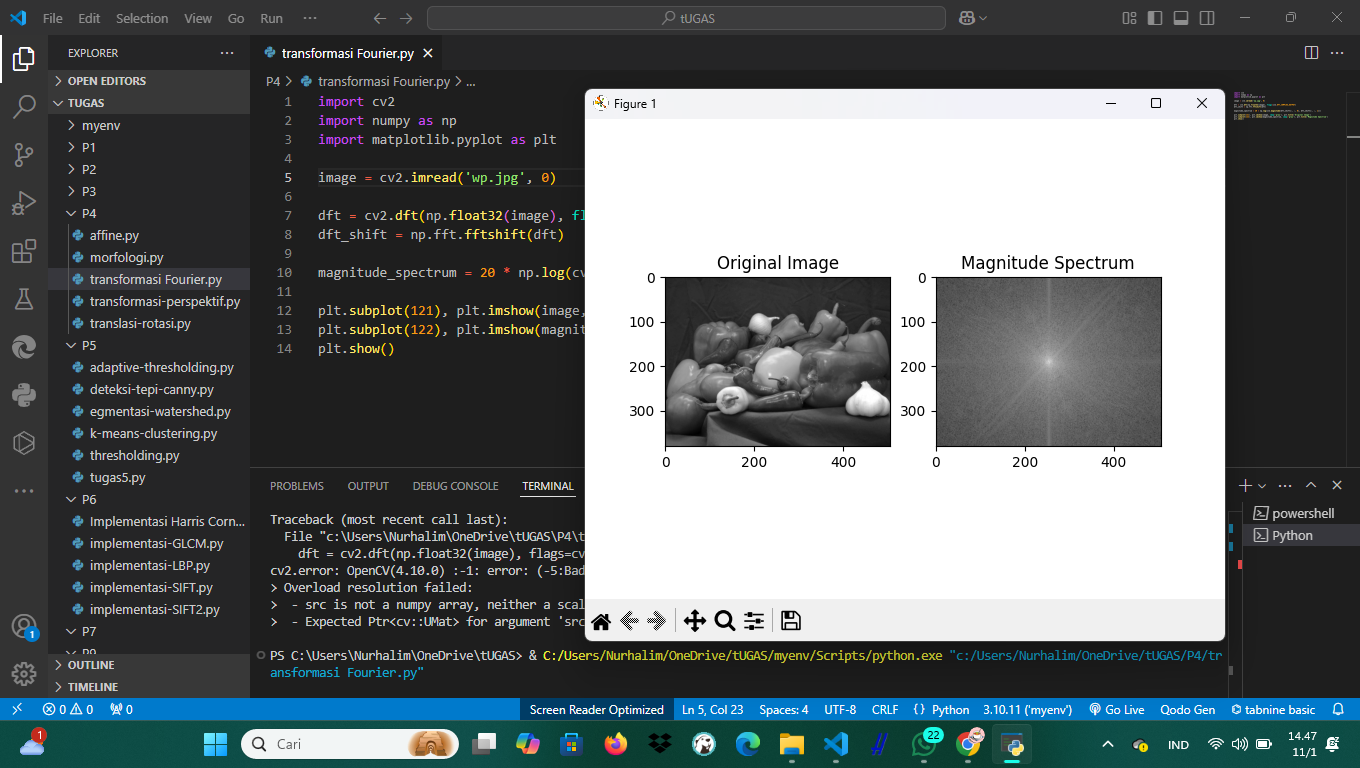 File Edit Selection View Go Run ··· tUGAS
EXPLORER
OPEN EDITORS
TUGAS
myenv
P1
P2
P3
P4
affine.py
morfologi.py
transformasi Fourier.py
transformasi-perspektif.py
translasi-rotasi.py
P5
adaptive-thresholding.py
deteksi-tepi-canny.py
egmentasi-watershed.py
k-means-clustering.py
thresholding.py
tugas5.py
P6
Implementasi Harris Corn...
implementasi-GLCM.py
implementasi-LBP.py
implementasi-SIFT.py
implementasi-SIFT2.py
P7
OUTLINE
TIMELINE
1
transformasi Fourier.py
P4 > transformasi Fourier.py > ...
1 import cv2
2 import numpy as np
3 import matplotlib.pyplot as plt
4
5 image = cv2.imread('wp.jpg', 0)
6
7 dft = cv2.dft(np.float32(image), fl
8 dft_shift = np.fft.fftshift(dft)
9
10 magnitude_spectrum = 20 * np.log(cv
11
12 plt.subplot(121), plt.imshow(image,
13 plt.subplot(122), plt.imshow(magnit
14 plt.show()
Figure 1
Original Image
0
100
200
300
0 200 400
Magnitude Spectrum
0
100
200
300
0 200 400
PROBLEMS OUTPUT DEBUG CONSOLE TERMINAL
Traceback (most recent call last):
File "c:\Users\Nurhalim\OneDrive\tUGAS\P4\t
dft = cv2.dft(np.float32(image), flags=cv
cv2.error: OpenCV(4.10.0) :-1: error: (-5:Bad
> Overload resolution failed:
>  - src is not a numpy array, neither a scal
>  - Expected Ptr<cv::UMat> for argument 'src
PS C:\Users\Nurhalim\OneDrive\tUGAS> & C:/Users/Nurhalim/OneDrive/tUGAS/myenv/Scripts/python.exe "c:/Users/Nurhalim/OneDrive/tUGAS/P4/tr
ansformasi Fourier.py"
powershell
Python
0 0 0 Screen Reader Optimized Ln 5, Col 23 Spaces: 4 UTF-8 CRLF {} Python 3.10.11 ('myenv') Go Live Qodo Gen tabnine basic
1 Cari 22 IND 14.47
11/1